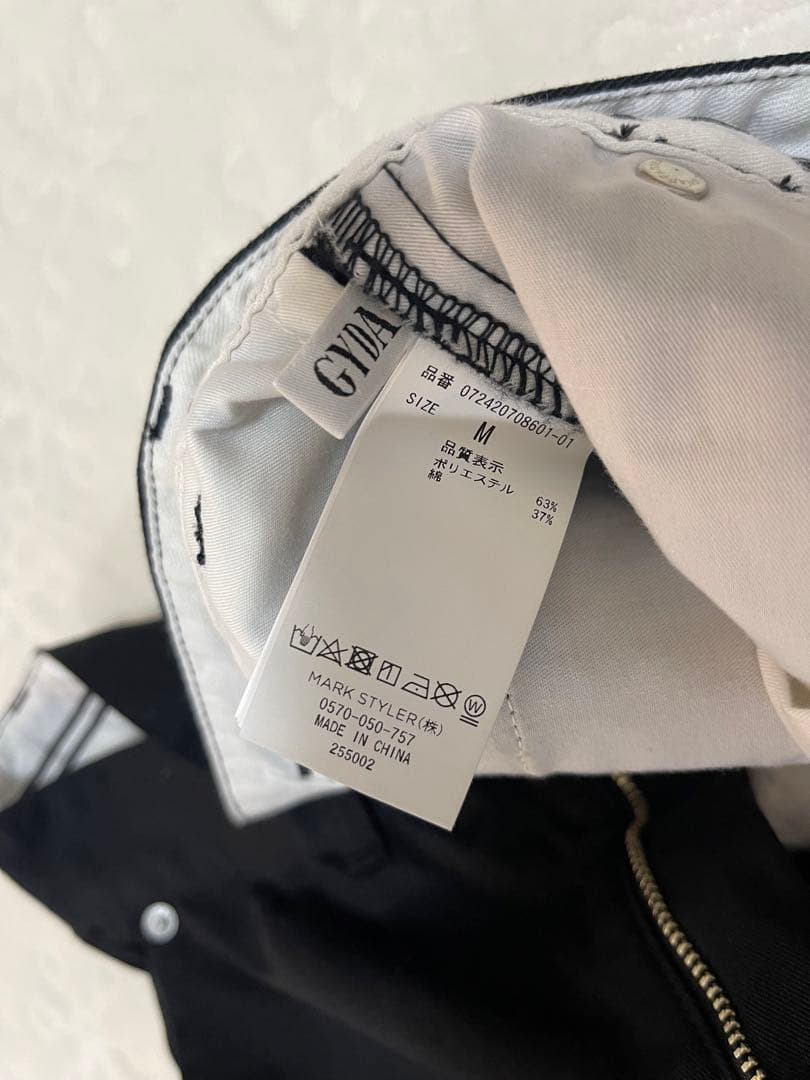 GYDA
品番 072420708601-01
SIZE M
品質表示
ポリエステル 63%
綿 37%
MARK STYLER(株)
0570-050-757
MADE IN CHINA
255002